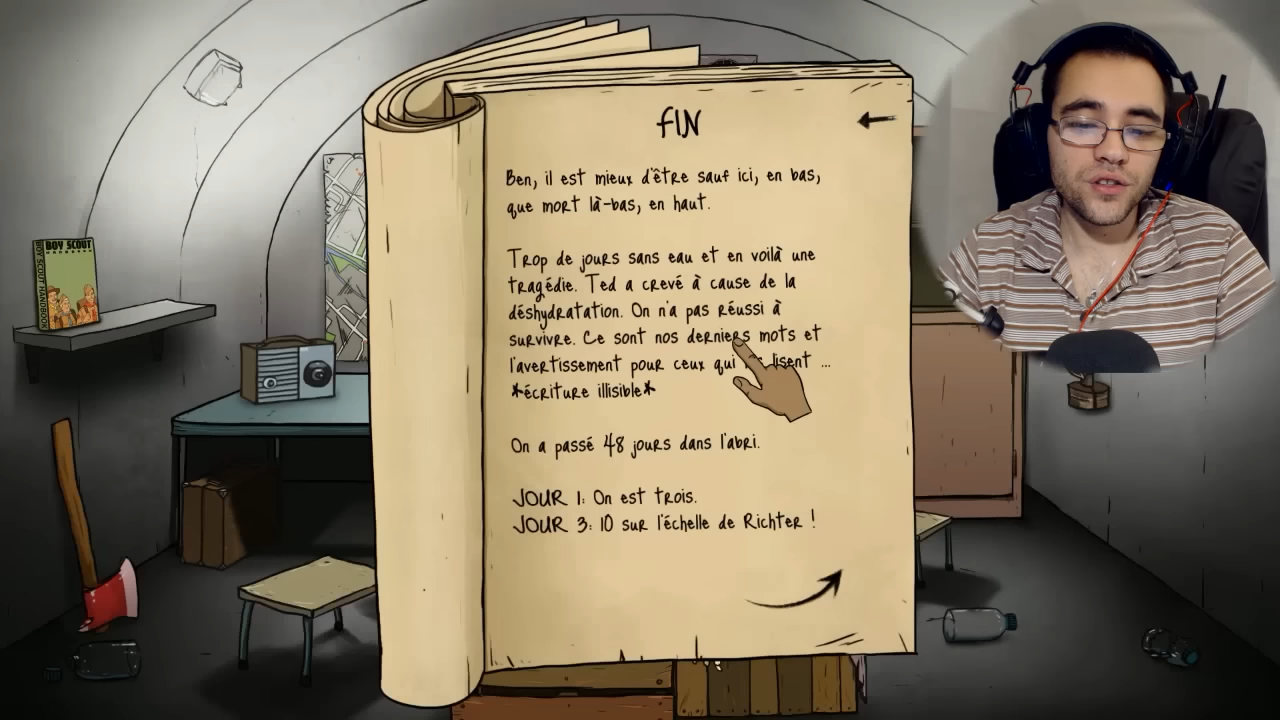 FIN
Ben, il est mieux d'être sauf ici, en bas,
que mort là-bas, en haut.
Trop de jours sans eau et en voilà une
tragédie. Ted a crevé à cause de la
déshydratation. On n'a pas réussi à
survivre. Ce sont nos derniers mots et
l'avertissement pour ceux qui lisent ...
*écriture illisible*
On a passé 48 jours dans l'abri.
JOUR 1: On est trois.
JOUR 3: 10 sur l'échelle de Richter !
BOY SCOUT
BOY SCOUT HANDBOOK